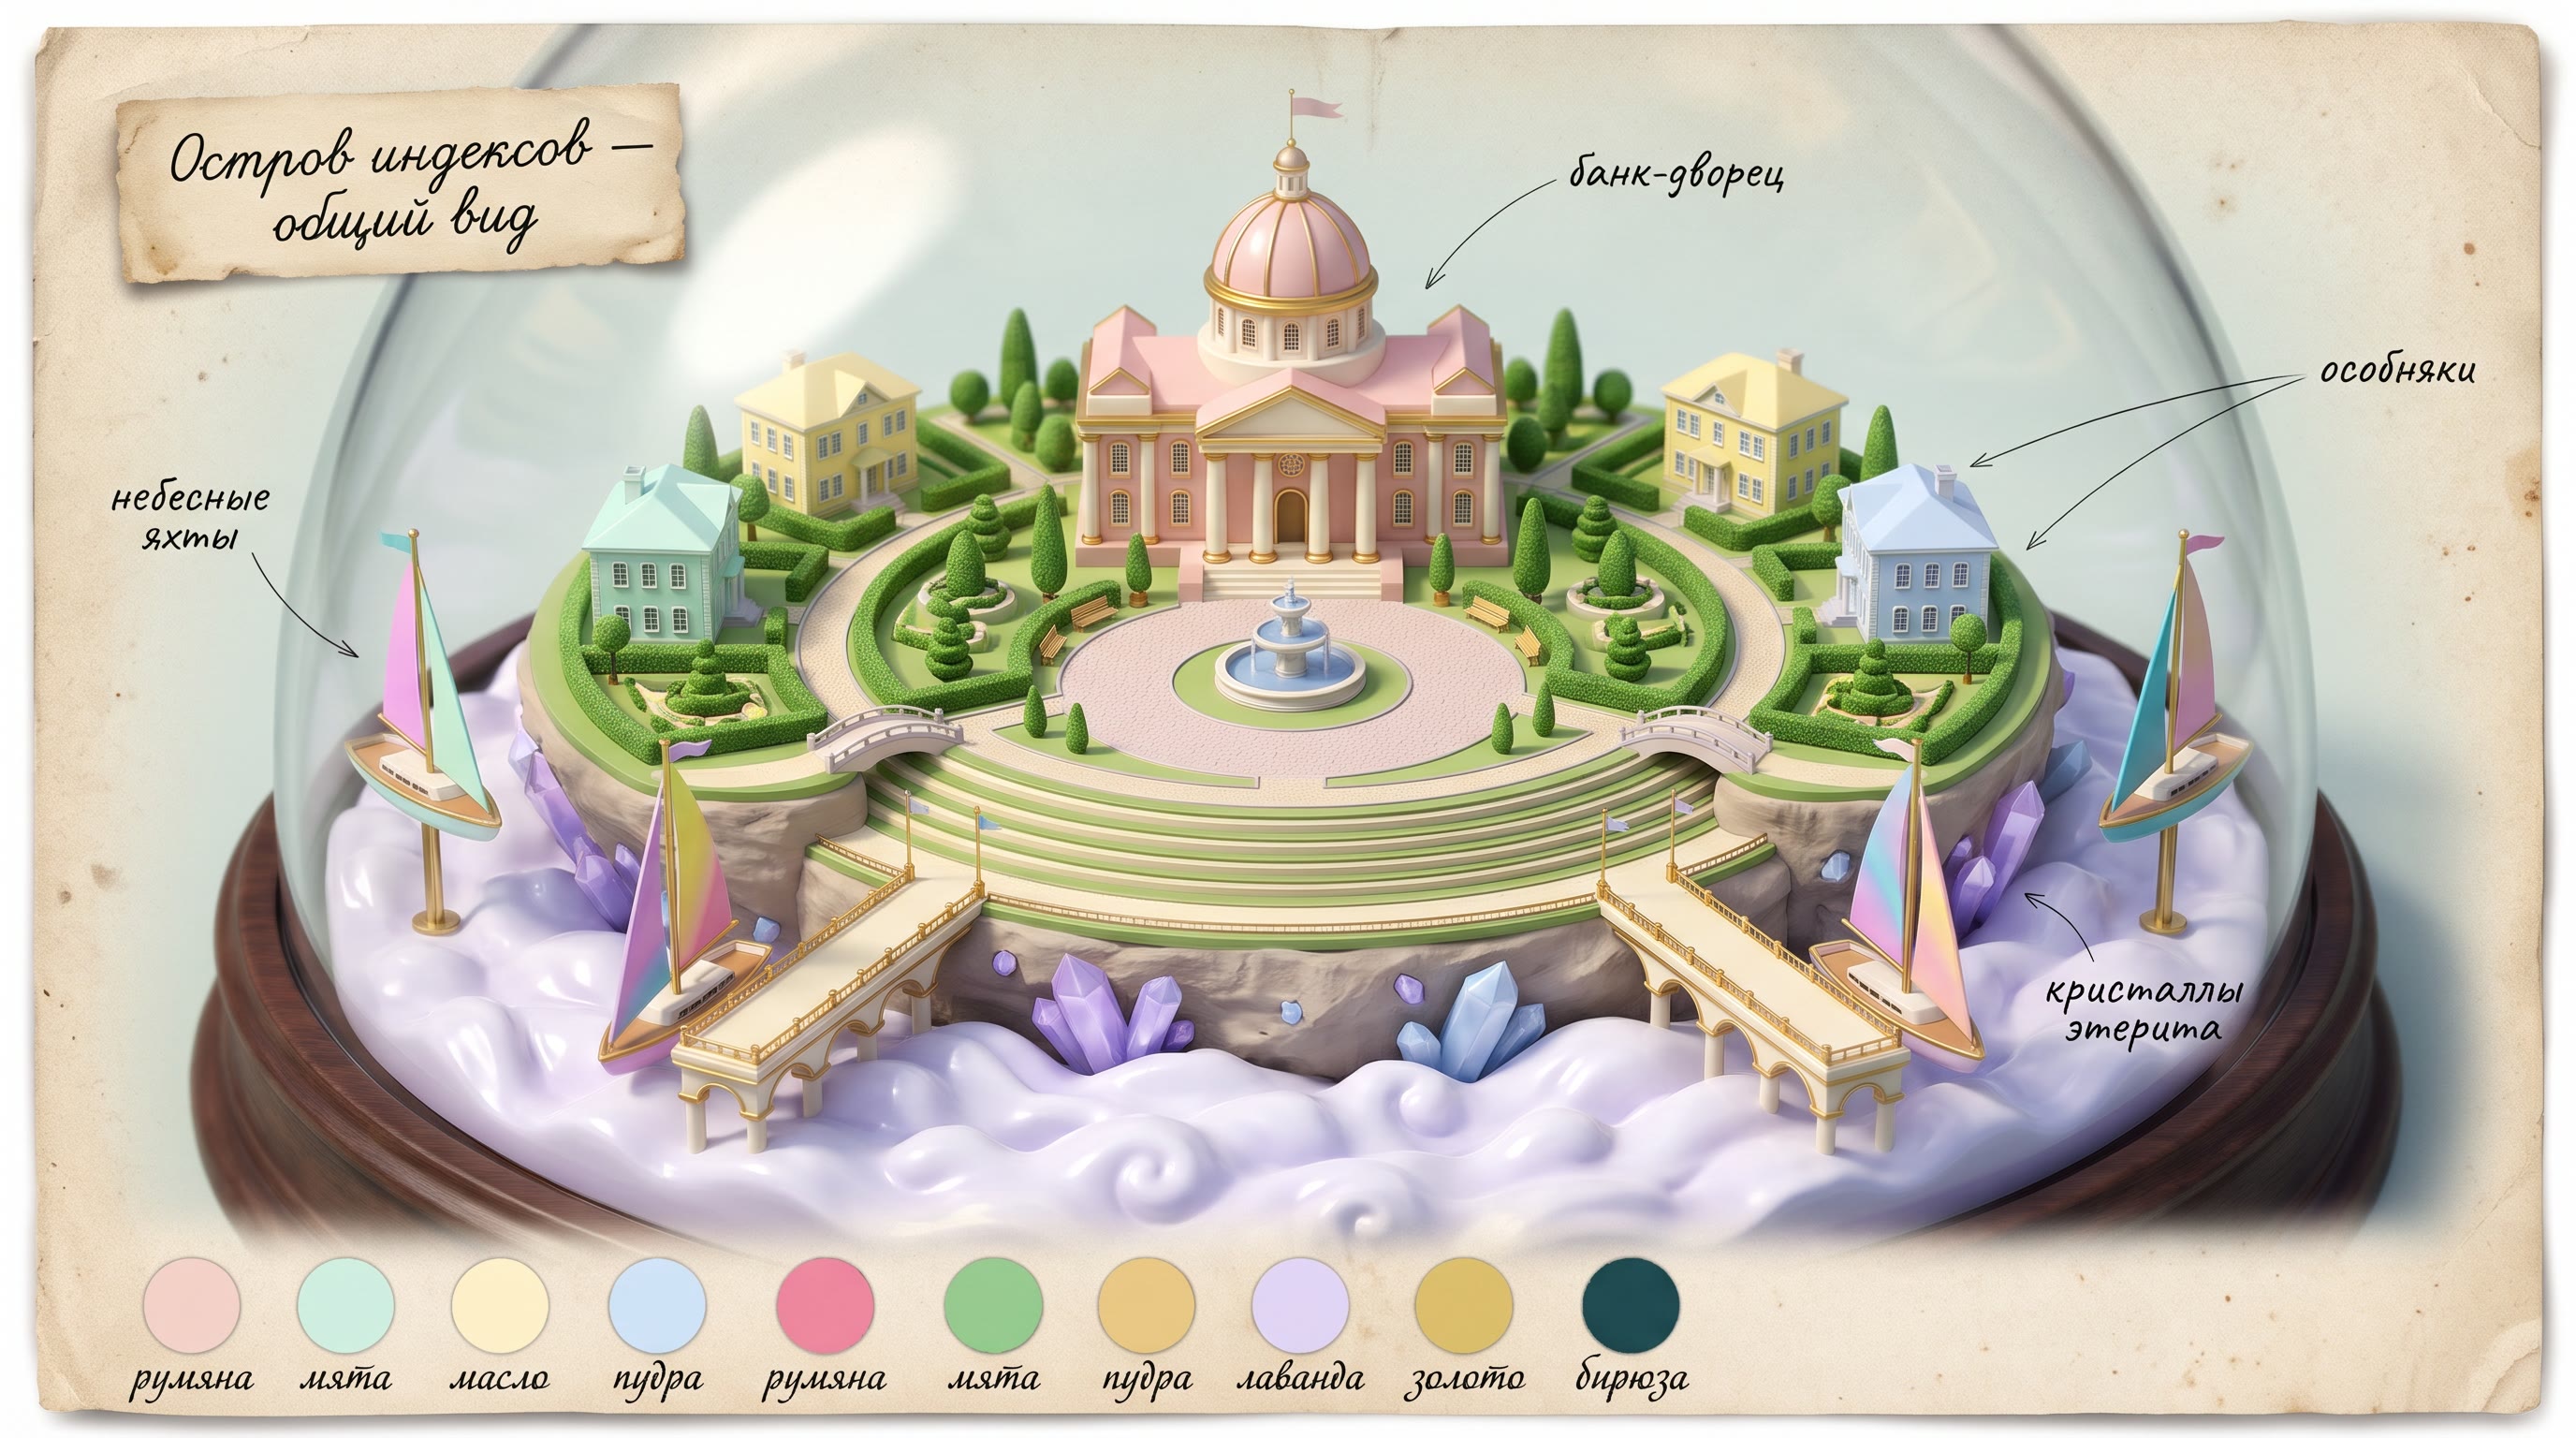 Остров индексов —
общий вид
банк-дворец
особняки
небесные
яхты
кристаллы
этерита
румяна
мята
масло
пудра
румяна
мята
пудра
лаванда
золото
бирюза